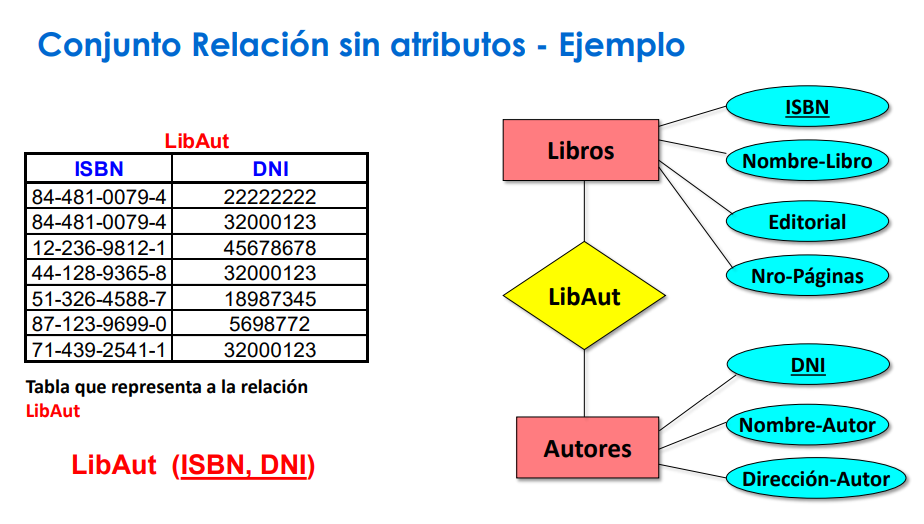 Conjunto Relación sin atributos - Ejemplo
LibAut
ISBN DNI
84-481-0079-4 22222222
84-481-0079-4 32000123
12-236-9812-1 45678678
44-128-9365-8 32000123
51-326-4588-7 18987345
87-123-9699-0 5698772
71-439-2541-1 32000123
Tabla que representa a la relación
LibAut
LibAut (ISBN, DNI)
Libros
ISBN
Nombre-Libro
Editorial
Nro-Páginas
LibAut
Autores
DNI
Nombre-Autor
Dirección-Autor